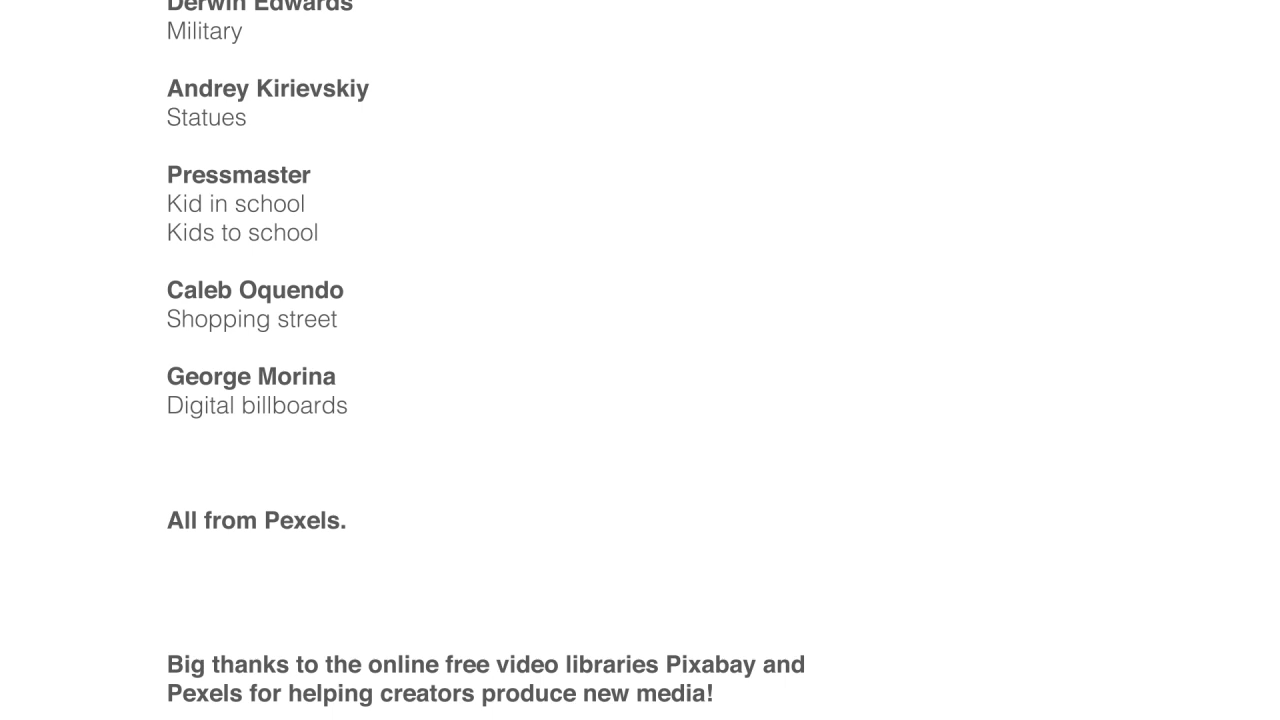 Derwin Edwards
Military
Andrey Kirievskiy
Statues
Pressmaster
Kid in school
Kids to school
Caleb Oquendo
Shopping street
George Morina
Digital billboards
All from Pexels.
Big thanks to the online free video libraries Pixabay and
Pexels for helping creators produce new media!